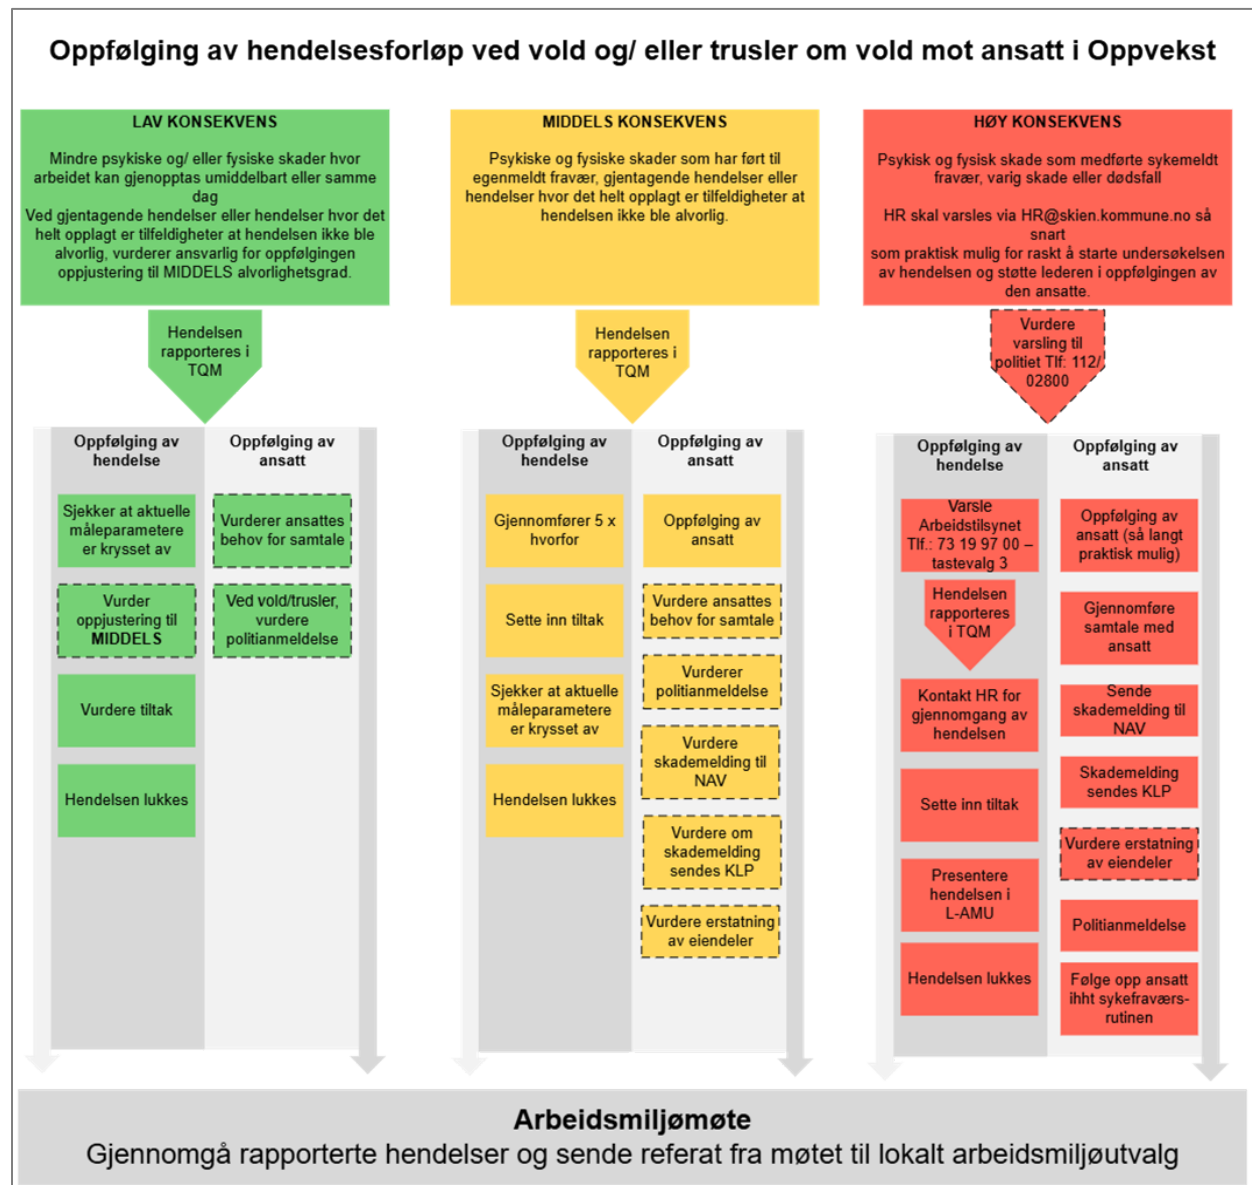 Oppfølging av hendelsesforløp ved vold og/ eller trusler om vold mot ansatt i Oppvekst
LAV KONSEKVENS
Mindre psykiske og/ eller fysiske skader hvor
arbeidet kan gjenopptas umiddelbart eller samme
dag
Ved gjentagende hendelser eller hendelser hvor det
helt opplagt er tilfeldigheter at hendelsen ikke ble
alvorlig, vurderer ansvarlig for oppfølgingen
oppjustering til MIDDELS alvorlighetsgrad.
Hendelsen
rapporteres i
TQM
Oppfølging av
hendelse
Sjekker at aktuelle
måleparametere
er krysset av
Vurder
oppjustering til
MIDDELS
Vurdere tiltak
Hendelsen lukkes
Oppfølging av
ansatt
Vurderer ansattes
behov for samtale
Ved vold/trusler,
vurdere
politianmeldelse
MIDDELS KONSEKVENS
Psykiske og fysiske skader som har ført til
egenmeldt fravær, gjentagende hendelser eller
hendelser hvor det helt opplagt er tilfeldigheter at
hendelsen ikke ble alvorlig.
Hendelsen
rapporteres i
TQM
Oppfølging av
hendelse
Gjennomfører 5 x
hvorfor
Sette inn tiltak
Sjekker at aktuelle
måleparametere
er krysset av
Hendelsen lukkes
Oppfølging av
ansatt
Oppfølging av
ansatt
Vurdere ansattes
behov for samtale
Vurderer
politianmeldelse
Vurdere
skademelding til
NAV
Vurdere om
skademelding
sendes KLP
Vurdere erstatning
av eiendeler
HØY KONSEKVENS
Psykisk og fysisk skade som medførte sykemeldt
fravær, varig skade eller dødsfall
HR skal varsles via HR@skien.kommune.no så
snart
som praktisk mulig for raskt å starte undersøkelsen
av hendelsen og støtte lederen i oppfølgingen av
den ansatte.
Vurdere
varsling til
politiet Tlf: 112/
02800
Oppfølging av
hendelse
Varsle
Arbeidstilsynet
Tlf.: 73 19 97 00 –
tastevalg 3
Hendelsen
rapporteres
i TQM
Kontakt HR for
gjennomgang av
hendelsen
Sette inn tiltak
Presentere
hendelsen i
L-AMU
Hendelsen lukkes
Oppfølging av
ansatt
Oppfølging av
ansatt (så langt
praktisk mulig)
Gjennomføre
samtale med
ansatt
Sende
skademelding til
NAV
Skademelding
sendes KLP
Vurdere erstatning
av eiendeler
Politianmeldelse
Følge opp ansatt
ihht sykefraværs-
rutinen
Arbeidsmiljømøte
Gjennomgå rapporterte hendelser og sende referat fra møtet til lokalt arbeidsmiljøutvalg